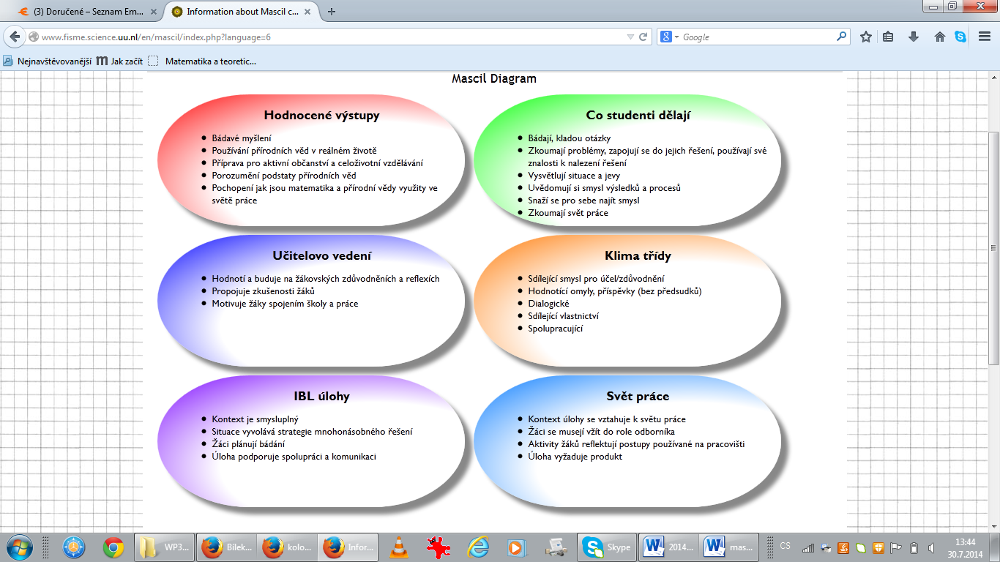 (3) Doručené – Seznam Em...
Information about Mascil c...
www.fisme.science.uu.nl/en/mascil/index.php?language=6
Google
Nejnavštěvovanější
Jak začít
Matematika a teoretic...
Mascil Diagram
Hodnocené výstupy
Bádavé myšlení
Používání přírodních věd v reálném životě
Příprava pro aktivní občanství a celoživotní vzdělávání
Porozumění podstaty přírodních věd
Pochopení jak jsou matematika a přírodní vědy využity ve
světě práce
Co studenti dělají
Bádají, kladou otázky
Zkoumají problémy, zapojují se do jejich řešení, používají své
znalosti k nalezení řešení
Vysvětlují situace a jevy
Uvědomují si smysl výsledků a procesů
Snaží se pro sebe najít smysl
Zkoumají svět práce
Učitelovo vedení
Hodnotí a buduje na žákovských zdůvodněních a reflexích
Propojuje zkušenosti žáků
Motivuje žáky spojením školy a práce
Klima třídy
Sdílející smysl pro účel/zdůvodnění
Hodnotící omyly, příspěvky (bez předsudků)
Dialogické
Sdílející vlastnictví
Spolupracující
IBL úlohy
Kontext je smysluplný
Situace vyvolává strategie mnohonásobného řešení
Žáci plánují bádání
Úloha podporuje spolupráci a komunikaci
Svět práce
Kontext úlohy se vztahuje k světu práce
Žáci se musejí vžít do role odborníka
Aktivity žáků reflektují postupy používané na pracovišti
Úloha vyžaduje produkt
WP3...
Bílek...
kolo...
Infor...
Skype
2014...
mas...
CS
13:44
30.7.2014